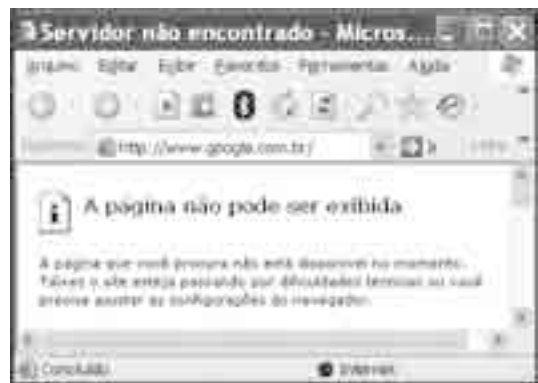 Servidor não encontrado - Micros...
Arquivo Editar Exibir Favoritos Ferramentas Ajuda
http://www.google.com.br/
A página não pode ser exibida
A página que você procura não está disponível no momento.
Talvez o site esteja passando por dificuldades técnicas ou você
precise ajustar as configurações do navegador.
Concluído Internet